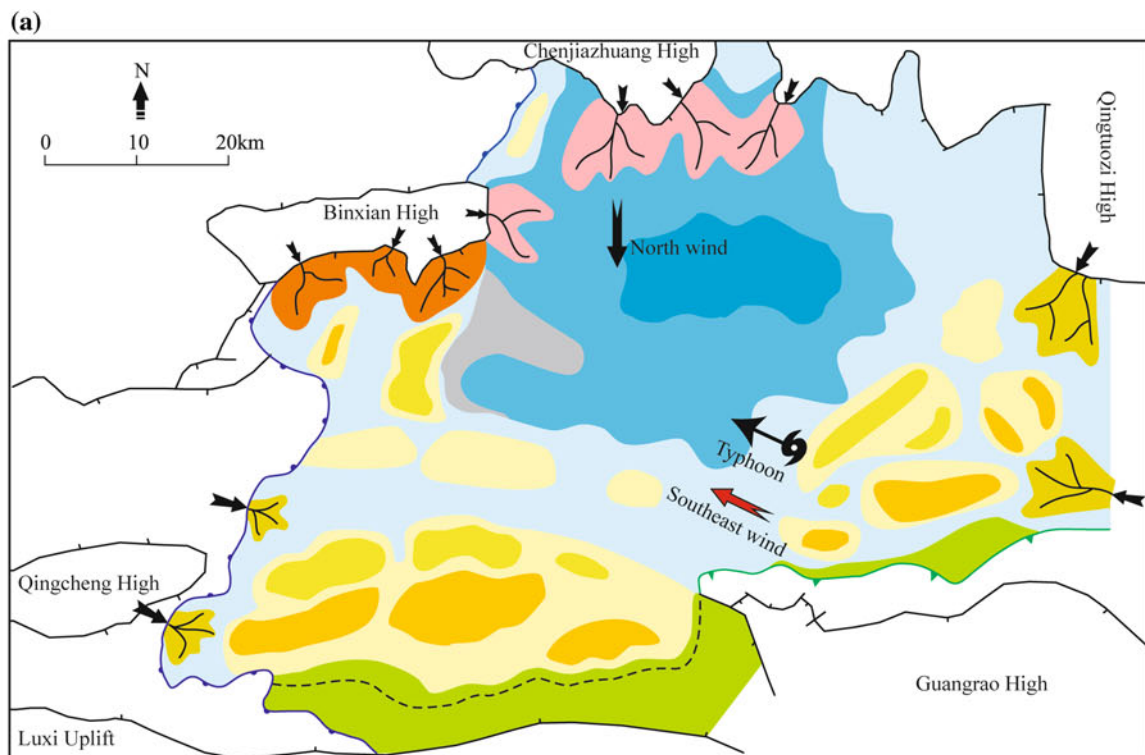 (a)
Chenjiazhuang High
N
0 10 20km
Qingtuozi High
Binxian High
North wind
Typhoon
Southeast wind
Qingcheng High
Guangrao High
Luxi Uplift